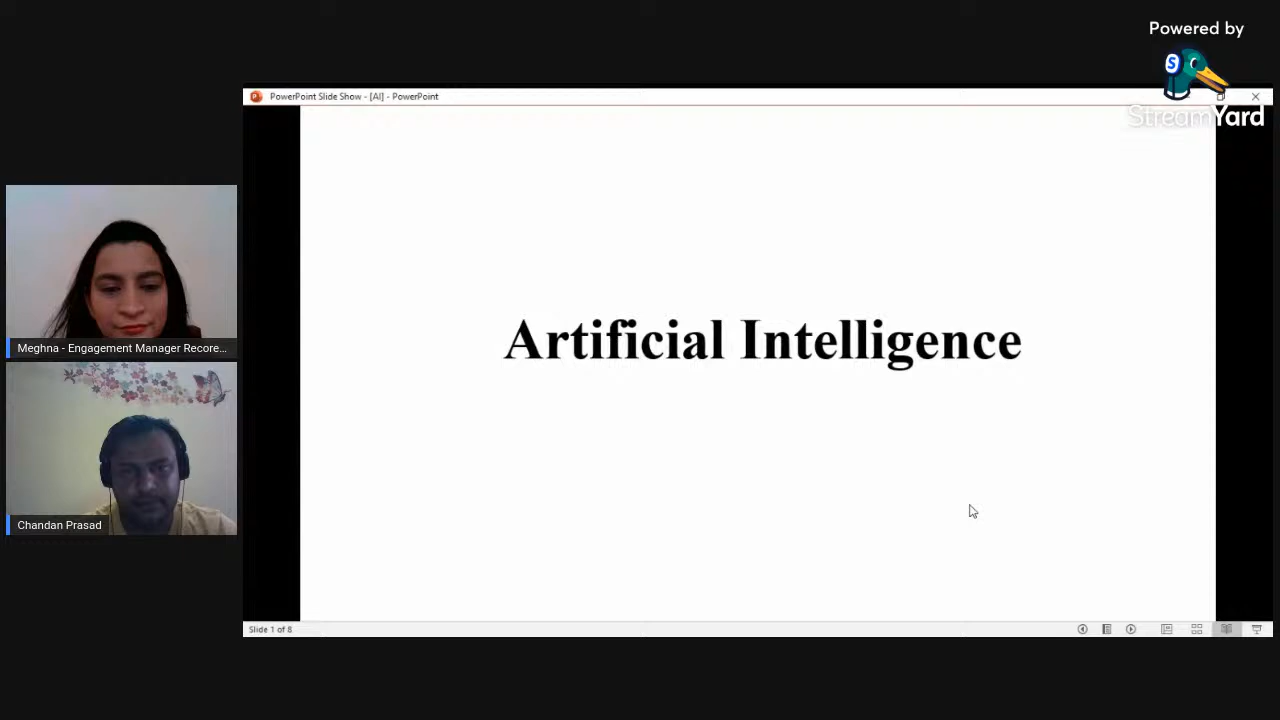 Powered by
S
StreamYard
PowerPoint Slide Show - [AI] - PowerPoint
Artificial Intelligence
Meghna - Engagement Manager Recore...
Chandan Prasad
Slide 1 of 8